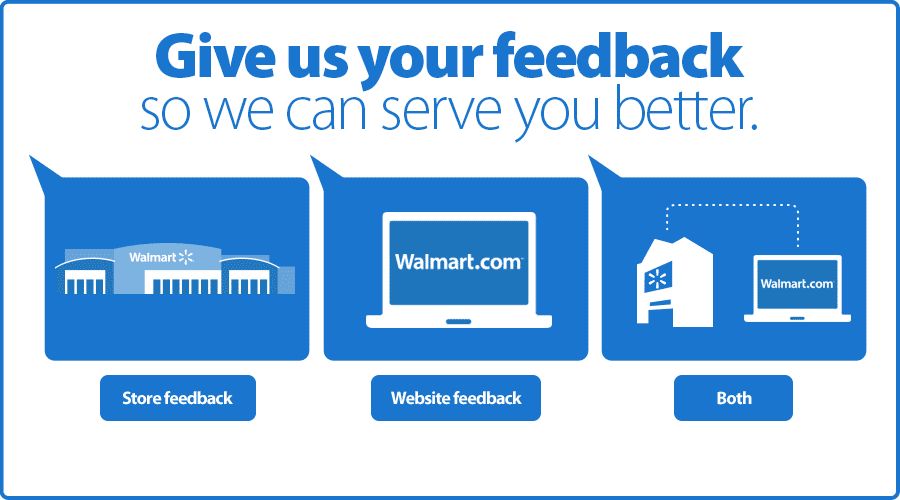 Give us your feedback
so we can serve you better.
Walmart
Walmart.com
Walmart.com
Store feedback
Website feedback
Both